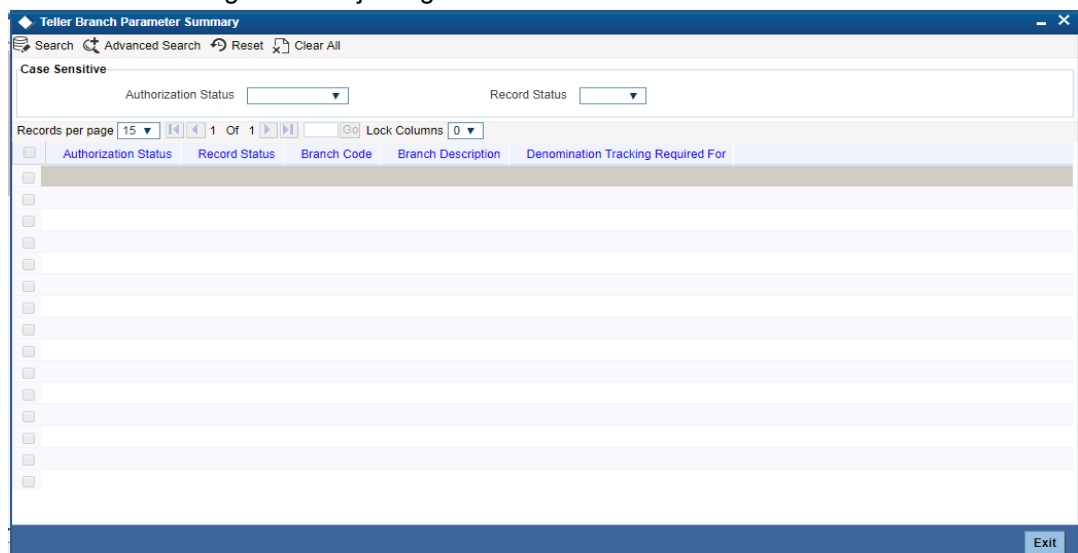 Teller Branch Parameter Summary
Search Advanced Search Reset Clear All
Case Sensitive
Authorization Status Record Status
Records per page 15 1 Of 1 Go Lock Columns 0
Authorization Status Record Status Branch Code Branch Description Denomination Tracking Required For
Exit